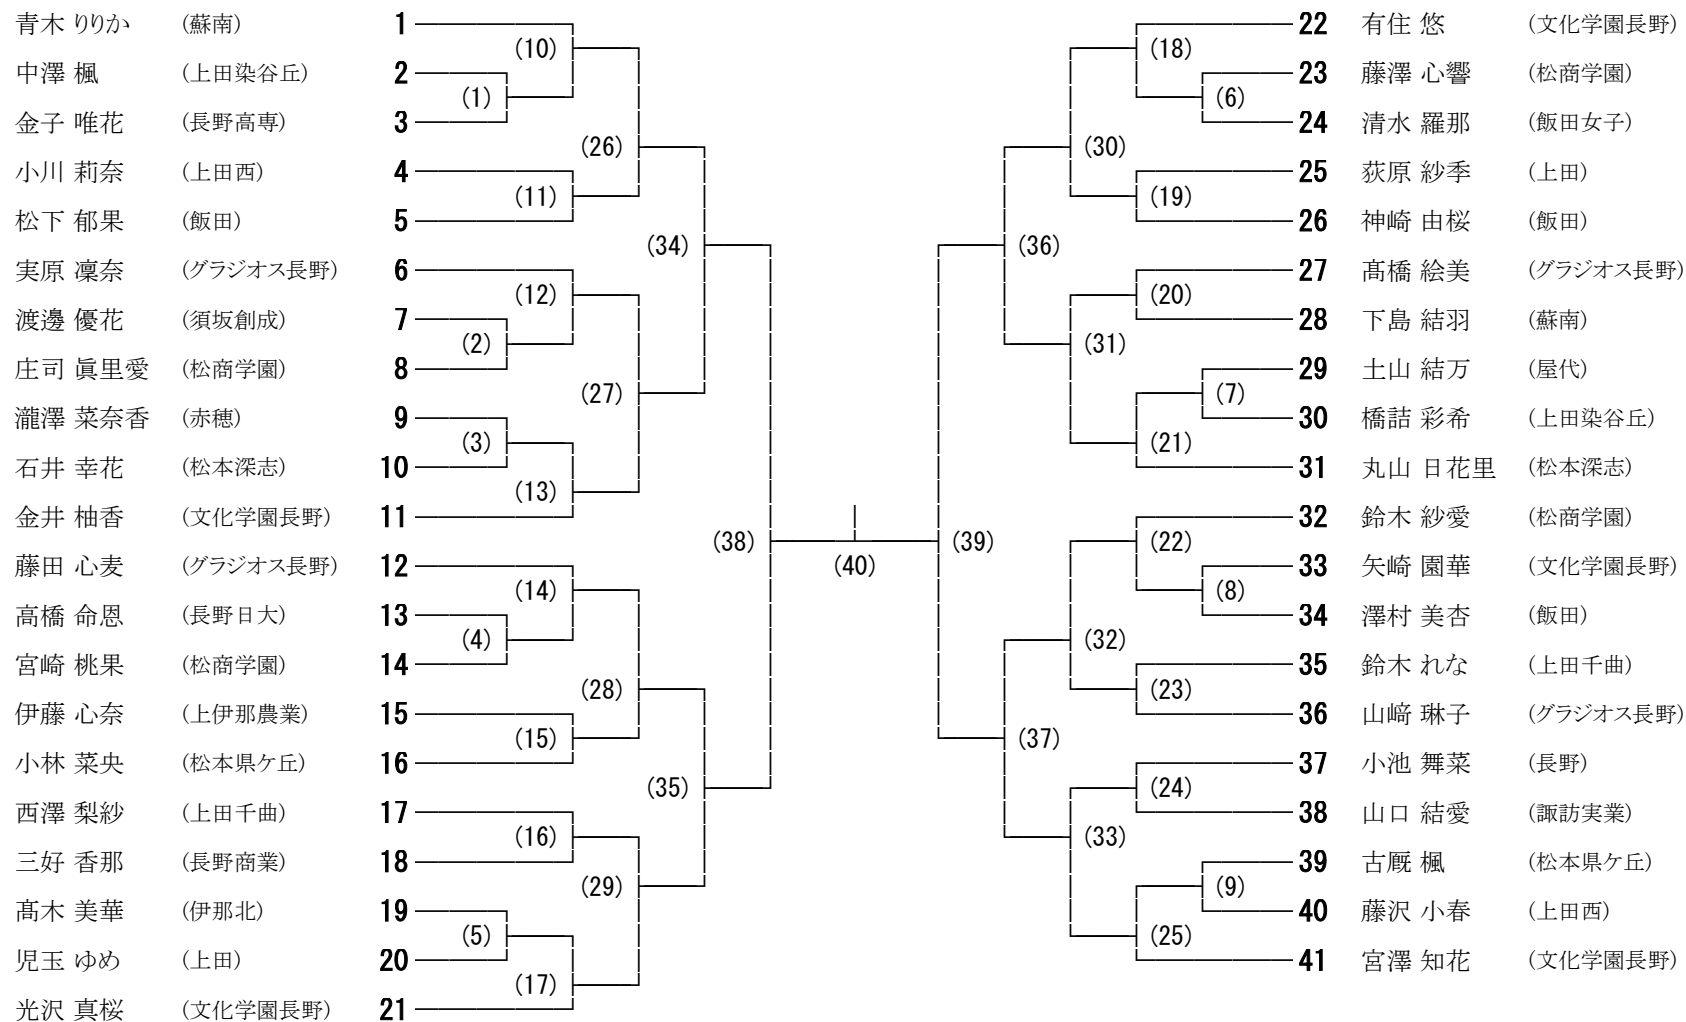 青木 りりか (蘇南) 1
中澤 楓 (上田染谷丘) 2
金子 唯花 (長野高専) 3
小川 莉奈 (上田西) 4
松下 郁果 (飯田) 5
実原 凜奈 (グラジオス長野) 6
渡邊 優花 (須坂創成) 7
庄司 眞里愛 (松商学園) 8
瀧澤 菜奈香 (赤穂) 9
石井 幸花 (松本深志) 10
金井 柚香 (文化学園長野) 11
藤田 心麦 (グラジオス長野) 12
高橋 命恩 (長野日大) 13
宮崎 桃果 (松商学園) 14
伊藤 心奈 (上伊那農業) 15
小林 菜央 (松本県ケ丘) 16
西澤 梨紗 (上田千曲) 17
三好 香那 (長野商業) 18
髙木 美華 (伊那北) 19
児玉 ゆめ (上田) 20
光沢 真桜 (文化学園長野) 21
(1)
(2)
(3)
(4)
(5)
(10)
(11)
(12)
(13)
(14)
(15)
(16)
(17)
(26)
(27)
(28)
(29)
(34)
(35)
(38)
(40)
(39)
(36)
(37)
(30)
(31)
(32)
(33)
(18)
(19)
(20)
(21)
(22)
(23)
(24)
(25)
(6)
(7)
(8)
(9)
22 有住 悠 (文化学園長野)
23 藤澤 心響 (松商学園)
24 清水 羅那 (飯田女子)
25 荻原 紗季 (上田)
26 神崎 由桜 (飯田)
27 髙橋 絵美 (グラジオス長野)
28 下島 結羽 (蘇南)
29 土山 結万 (屋代)
30 橋詰 彩希 (上田染谷丘)
31 丸山 日花里 (松本深志)
32 鈴木 紗愛 (松商学園)
33 矢崎 園華 (文化学園長野)
34 澤村 美杏 (飯田)
35 鈴木 れな (上田千曲)
36 山﨑 琳子 (グラジオス長野)
37 小池 舞菜 (長野)
38 山口 結愛 (諏訪実業)
39 古厩 楓 (松本県ケ丘)
40 藤沢 小春 (上田西)
41 宮澤 知花 (文化学園長野)